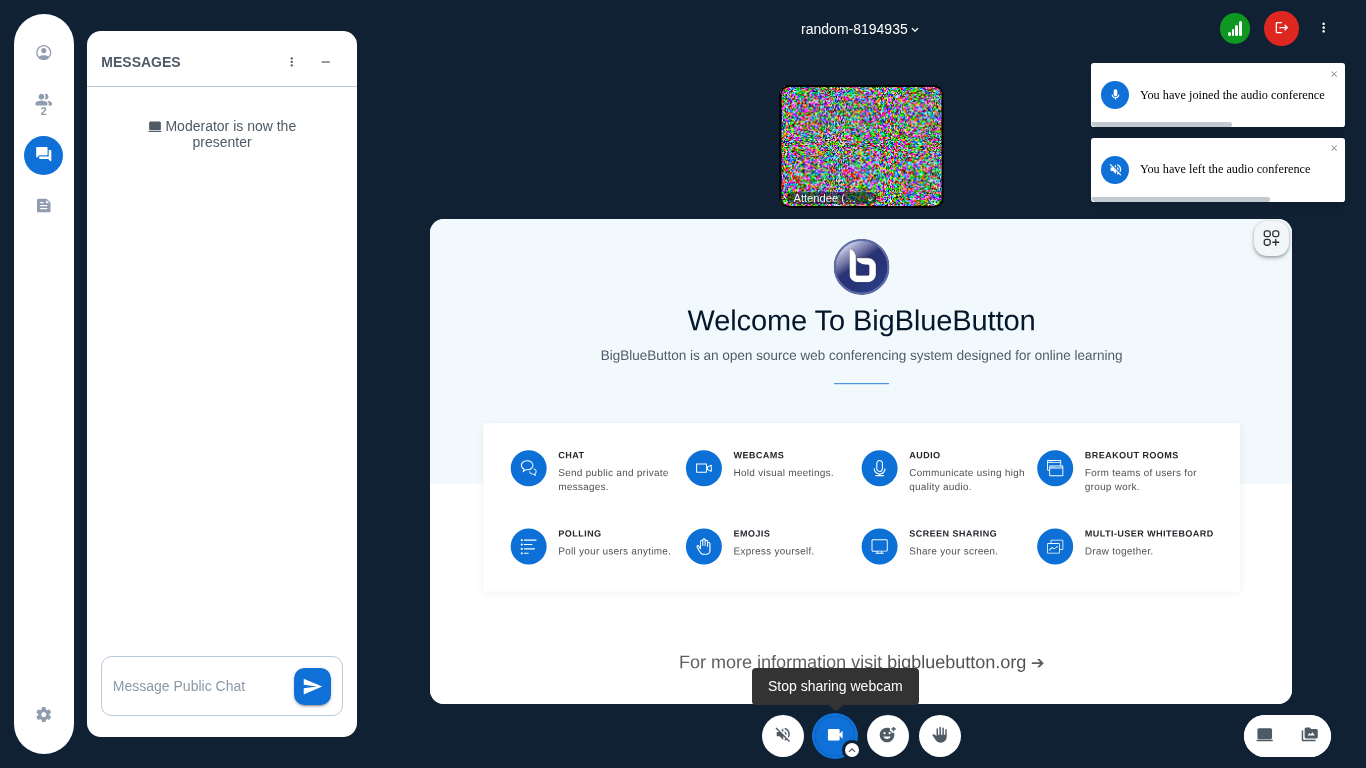 random-8194935
MESSAGES
2
Moderator is now the
presenter
Message Public Chat
Attendee (...
You have joined the audio conference
You have left the audio conference
Welcome To BigBlueButton
BigBlueButton is an open source web conferencing system designed for online learning
CHAT
Send public and private
messages.
WEBCAMS
Hold visual meetings.
AUDIO
Communicate using high
quality audio.
BREAKOUT ROOMS
Form teams of users for
group work.
POLLING
Poll your users anytime.
EMOJIS
Express yourself.
SCREEN SHARING
Share your screen.
MULTI-USER WHITEBOARD
Draw together.
For more information visit bigbluebutton.org →
Stop sharing webcam